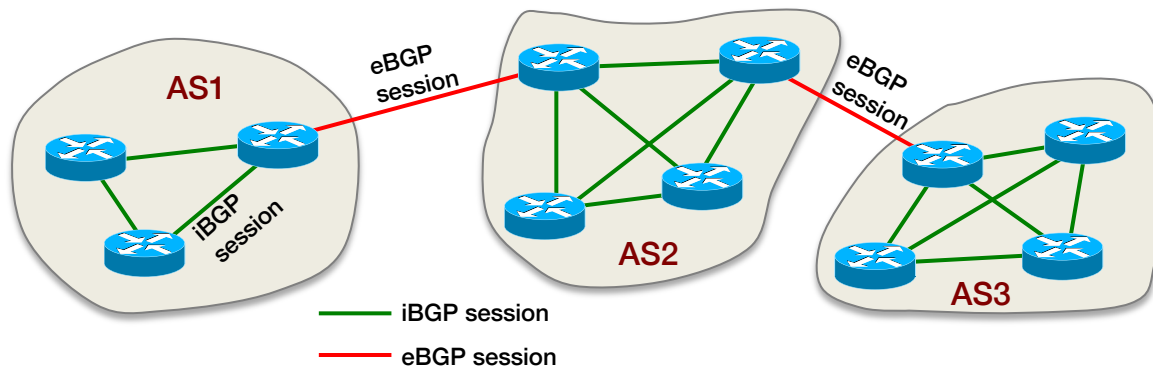 AS1
eBGP
session
iBGP
session
AS2
eBGP
session
AS3
iBGP session
eBGP session